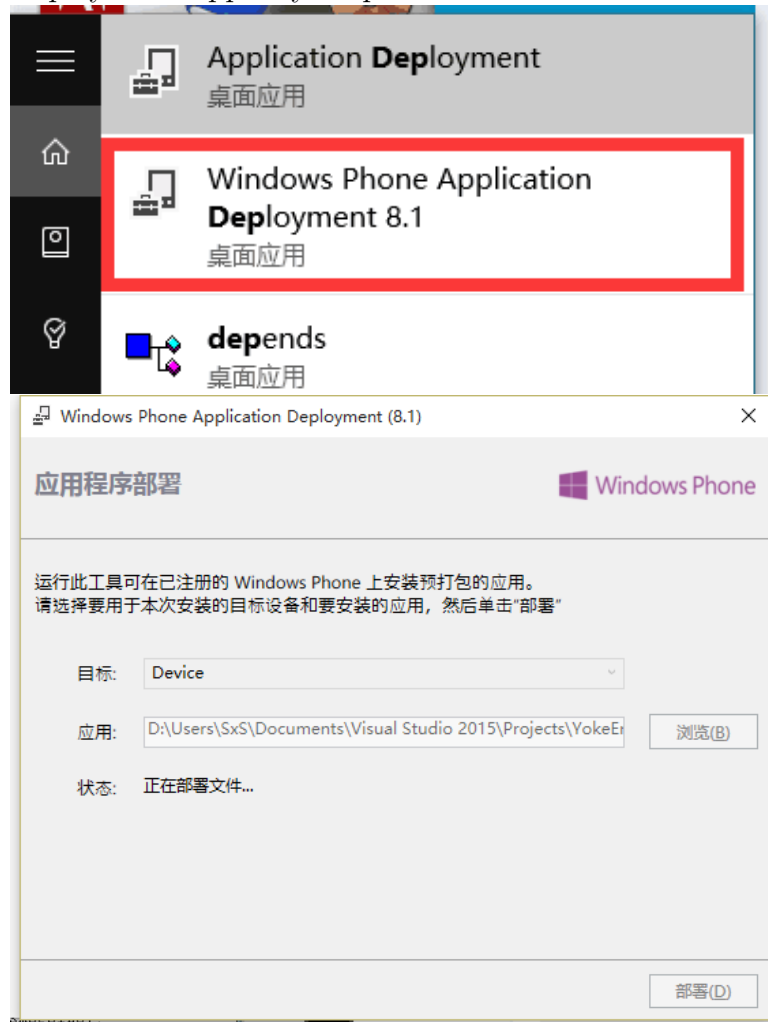 Application Deployment
桌面应用
Windows Phone Application
Deployment 8.1
桌面应用
depends
桌面应用
Windows Phone Application Deployment (8.1)
应用程序部署
Windows Phone
运行此工具可在已注册的 Windows Phone 上安装预打包的应用。
请选择要用于本次安装的目标设备和要安装的应用，然后单击“部署”
目标: Device
应用: D:\Users\SxS\Documents\Visual Studio 2015\Projects\YokeEr 浏览(B)
状态: 正在部署文件...
部署(D)